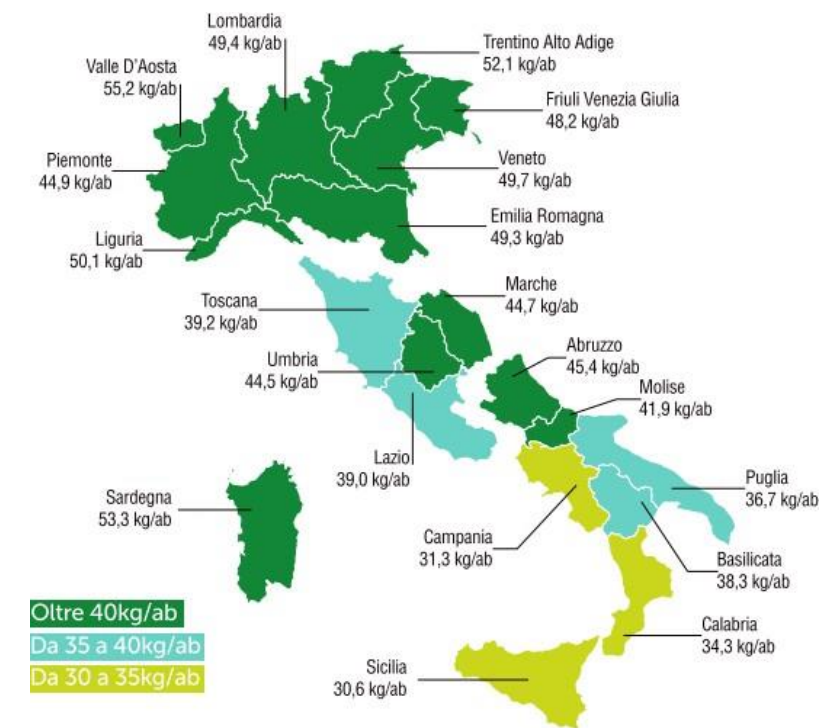 Lombardia
49,4 kg/ab
Trentino Alto Adige
52,1 kg/ab
Valle D'Aosta
55,2 kg/ab
Friuli Venezia Giulia
48,2 kg/ab
Piemonte
44,9 kg/ab
Veneto
49,7 kg/ab
Emilia Romagna
49,3 kg/ab
Liguria
50,1 kg/ab
Marche
44,7 kg/ab
Toscana
39,2 kg/ab
Umbria
44,5 kg/ab
Abruzzo
45,4 kg/ab
Molise
41,9 kg/ab
Lazio
39,0 kg/ab
Puglia
36,7 kg/ab
Sardegna
53,3 kg/ab
Campania
31,3 kg/ab
Basilicata
38,3 kg/ab
Calabria
34,3 kg/ab
Sicilia
30,6 kg/ab
Oltre 40kg/ab
Da 35 a 40kg/ab
Da 30 a 35kg/ab